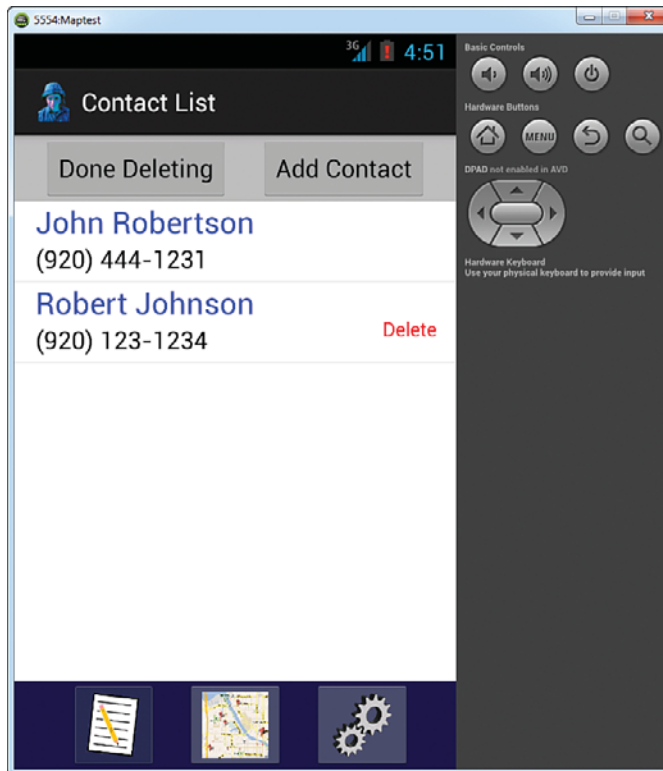 5554:Maptest
3G 4:51
Contact List
Done Deleting Add Contact
John Robertson
(920) 444-1231
Robert Johnson
(920) 123-1234
Delete
Basic Controls
Hardware Buttons
MENU
DPAD not enabled in AVD
Hardware Keyboard
Use your physical keyboard to provide input